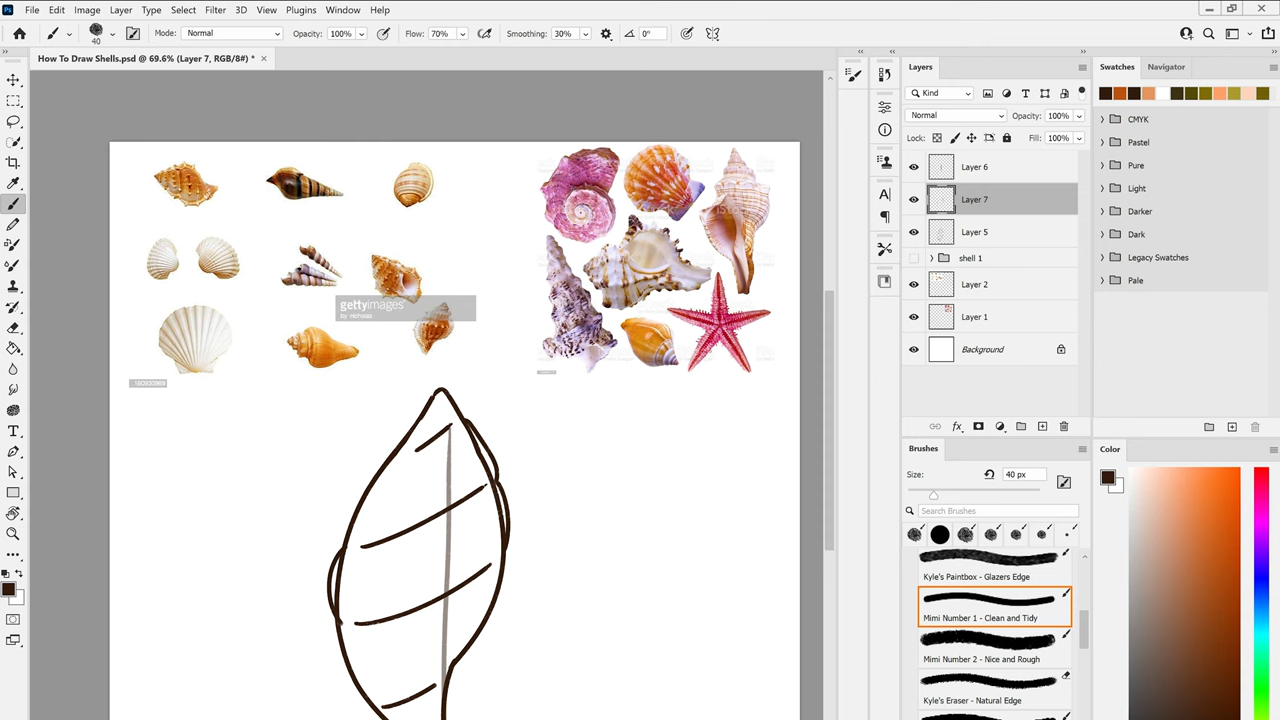 Ps File Edit Image Layer Type Select Filter 3D View Plugins Window Help
40 Mode: Normal Opacity: 100% Flow: 70% Smoothing: 30% 0°
How To Draw Shells.psd @ 69.6% (Layer 7, RGB/8#) *
Layers
Swatches Navigator
Kind
Normal Opacity: 100%
Lock: Fill: 100%
CMYK
Pastel
Pure
Light
Darker
Dark
Legacy Swatches
Pale
Layer 6
Layer 7
Layer 5
shell 1
Layer 2
Layer 1
Background
gettyimages
fx
Brushes
Color
Size: 40 px
Search Brushes
Kyle's Paintbox - Glazers Edge
Mimi Number 1 - Clean and Tidy
Mimi Number 2 - Nice and Rough
Kyle's Eraser - Natural Edge